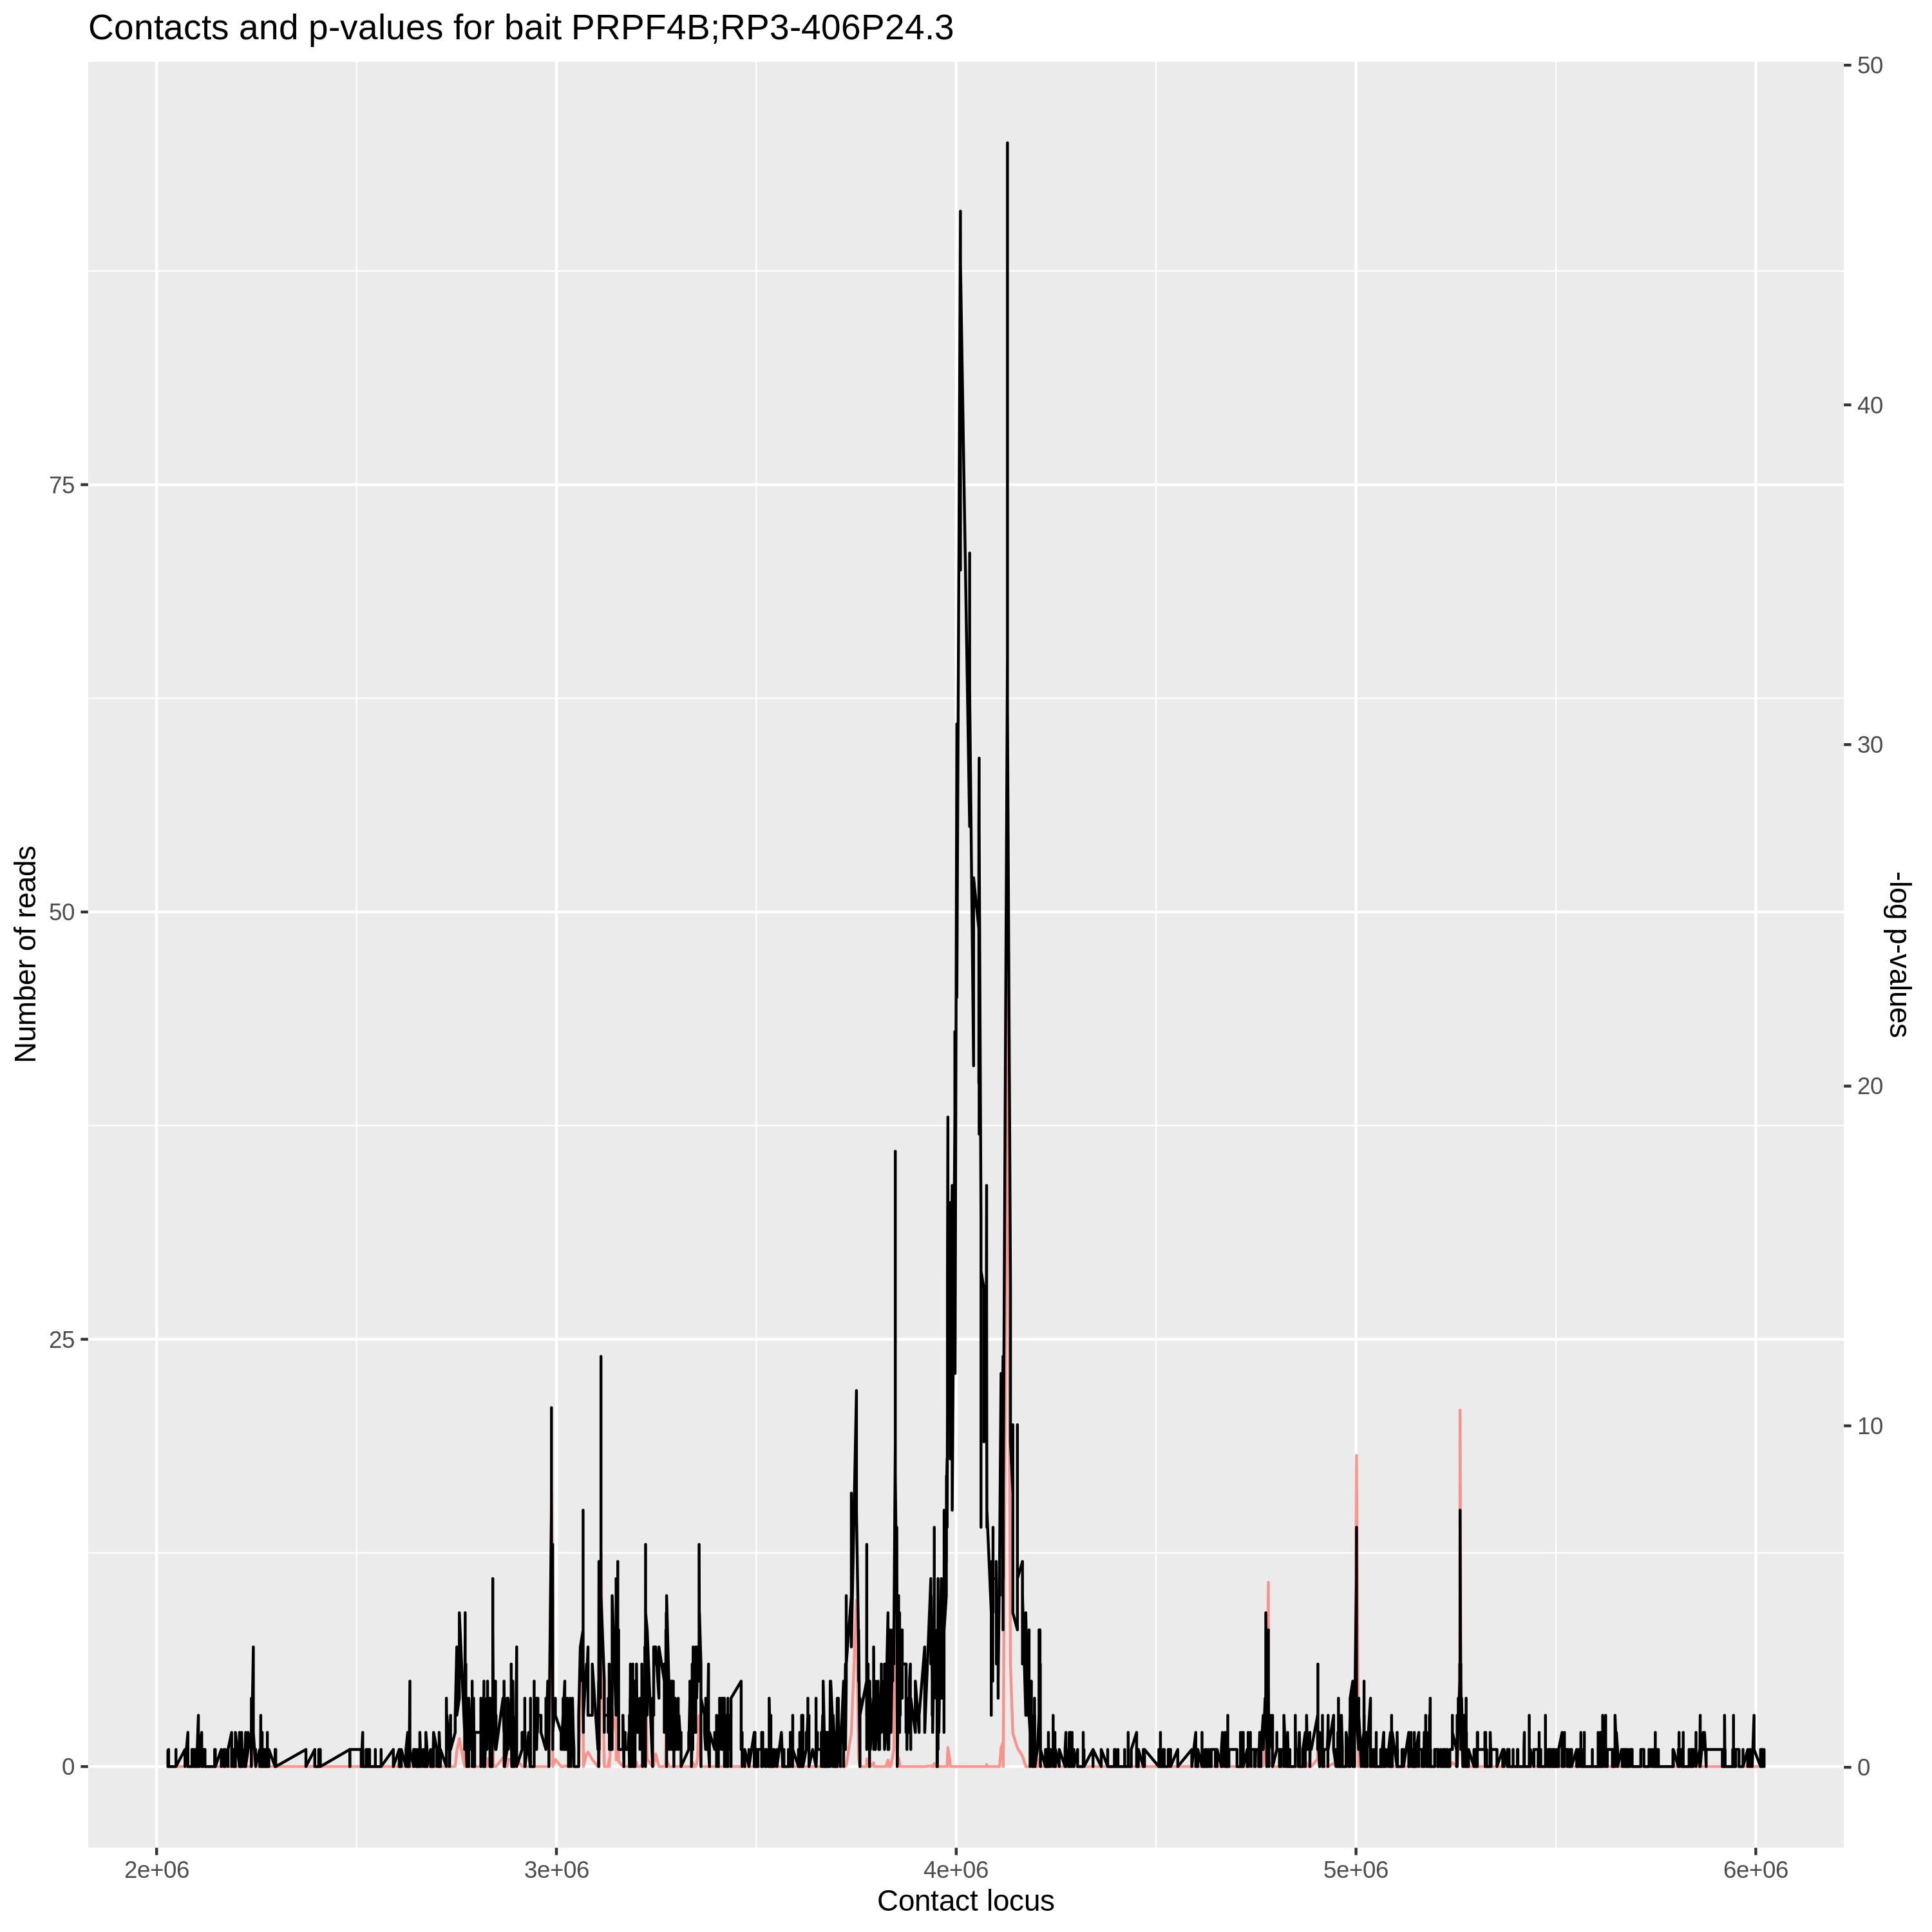 Contacts and p-values for bait PRPF4B;RP3-406P24.3
50
40
75
30
50
20
25
10
0
0
Number of reads
-log p-values
2e+06 3e+06 4e+06 5e+06 6e+06
Contact locus